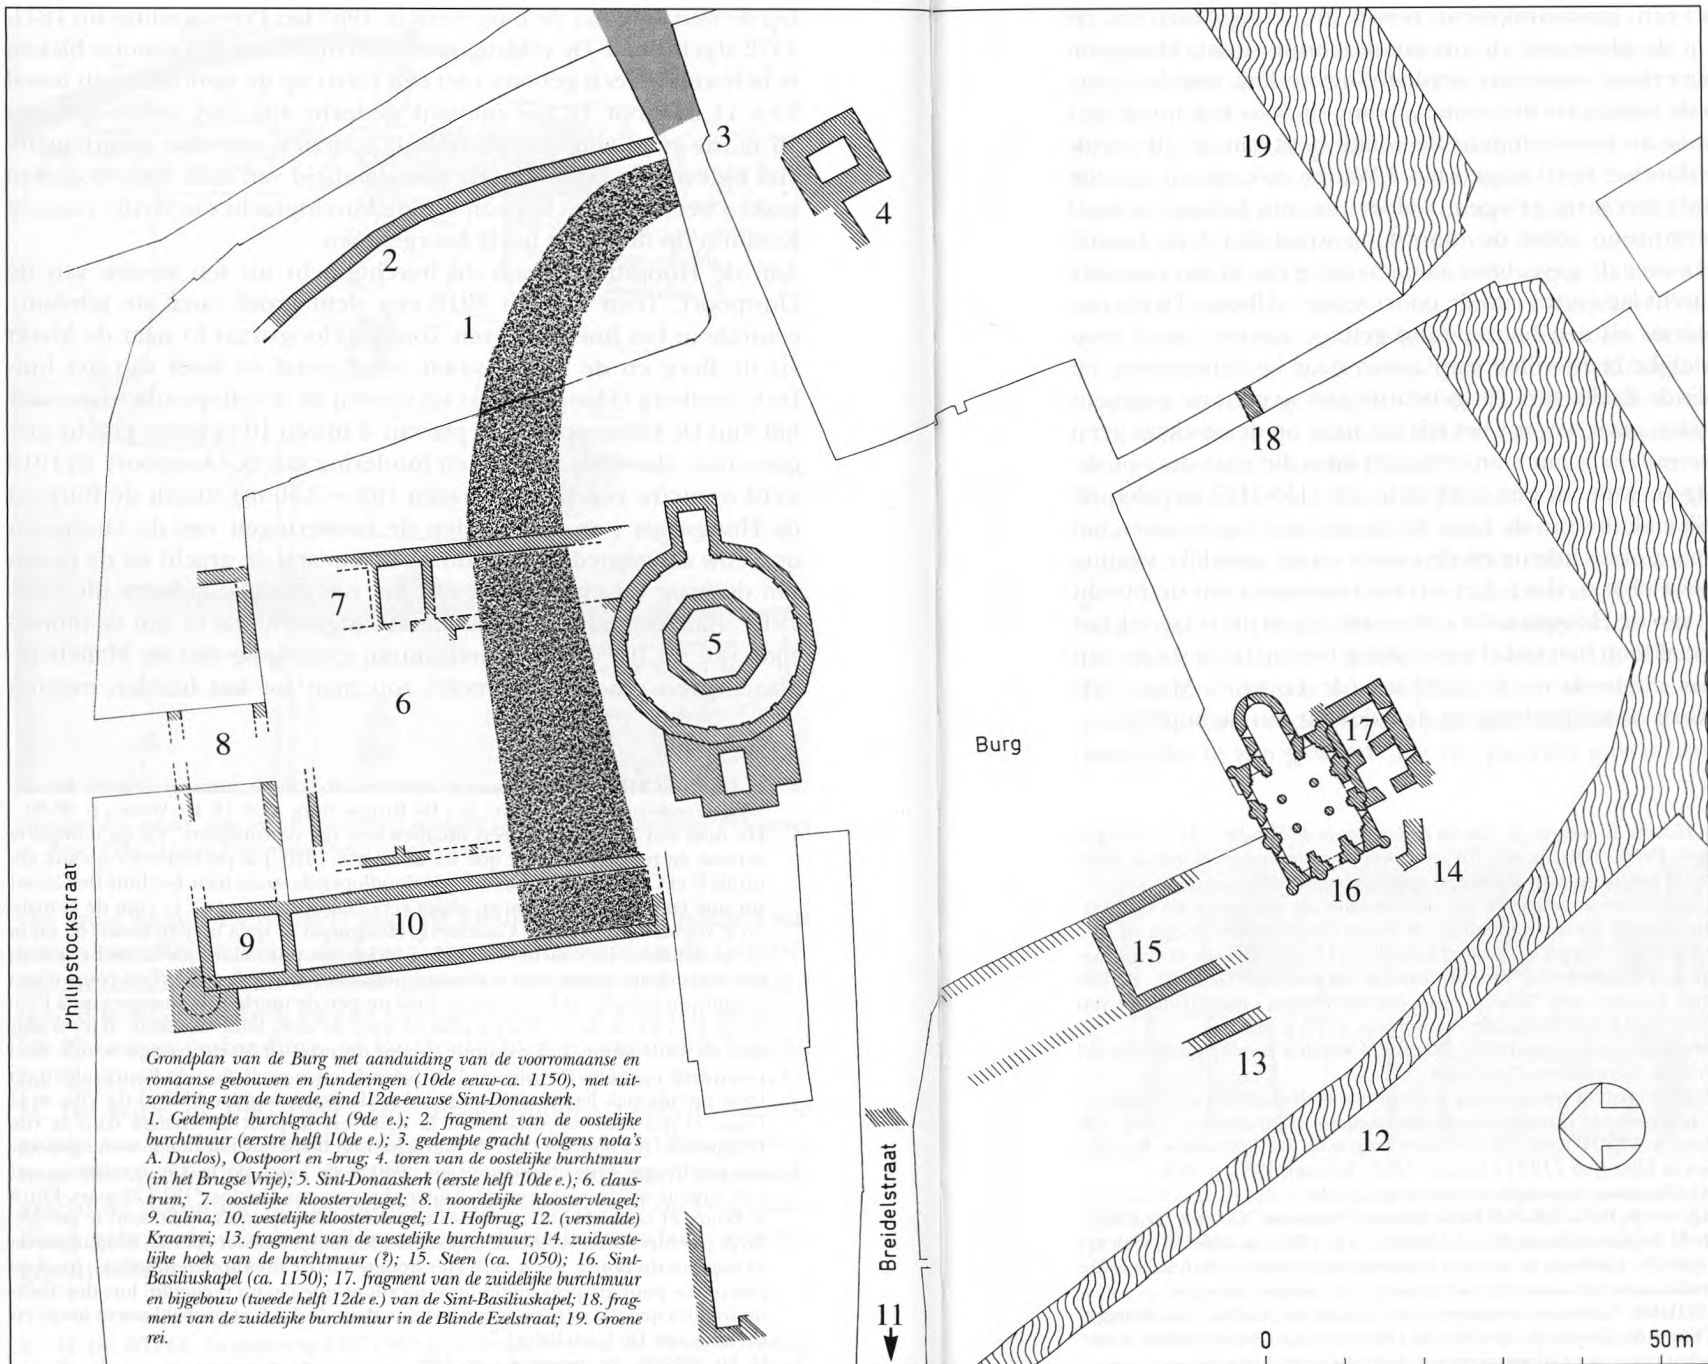 3
19
4
2
1
18
7
5
6
Burg
17
8
14
16
10
9
15
Philipstockstraat
13
Grondplan van de Burg met aanduiding van de voorromaanse en
romaanse gebouwen en funderingen (10de eeuw-ca. 1150), met uit-
zondering van de tweede, eind 12de-eeuwse Sint-Donaaskerk.
1. Gedempte burchtgracht (9de e.); 2. fragment van de oostelijke
burchtmuur (eerstre helft 10de e.); 3. gedempte gracht (volgens nota's
A. Duclos), Oostpoort en -brug; 4. toren van de oostelijke burchtmuur
(in het Brugse Vrije); 5. Sint-Donaaskerk (eerste helft 10de e.); 6. claus-
trum; 7. oostelijke kloostervleugel; 8. noordelijke kloostervleugel;
9. culina; 10. westelijke kloostervleugel; 11. Hofbrug; 12. (versmalde)
Kraanrei; 13. fragment van de westelijke burchtmuur; 14. zuidweste-
lijke hoek van de burchtmuur (?); 15. Steen (ca. 1050); 16. Sint-
Basiliuskapel (ca. 1150); 17. fragment van de zuidelijke burchtmuur
en bijgebouw (tweede helft 12de e.) van de Sint-Basiliuskapel; 18. frag-
ment van de zuidelijke burchtmuur in de Blinde Ezelstraat; 19. Groene
rei.
12
Breidelstraat
11
0
50 m